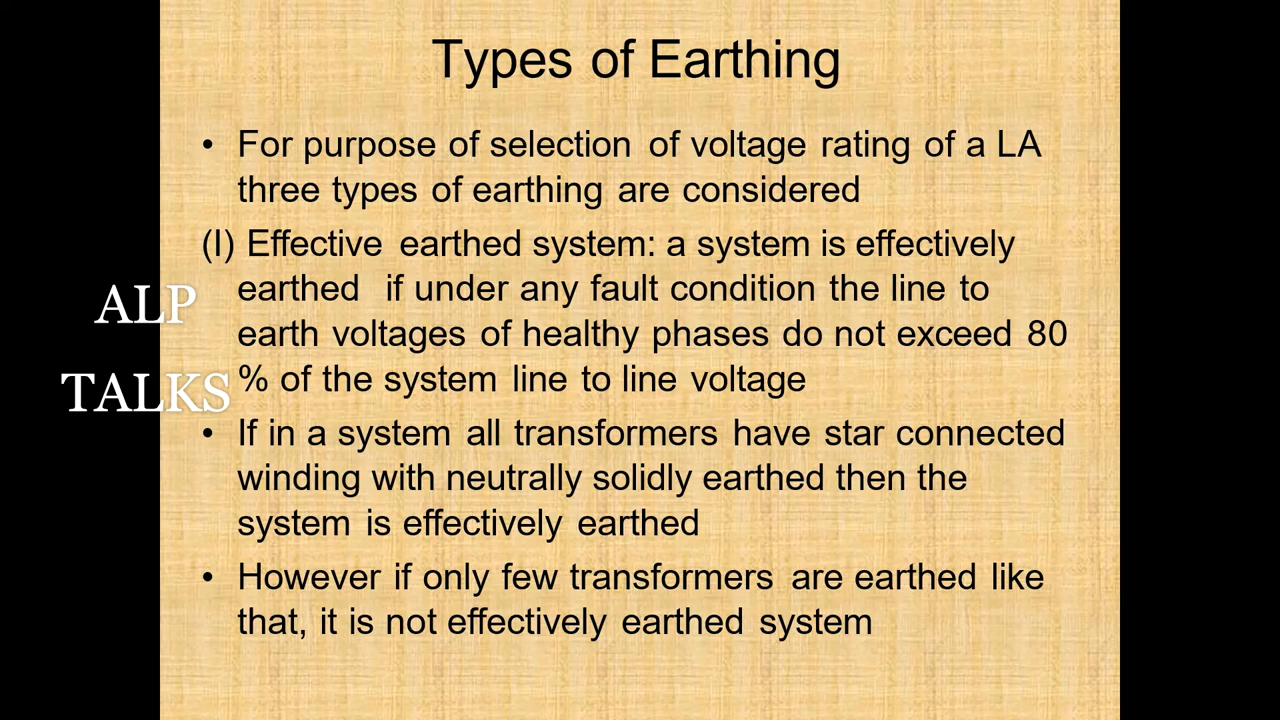 Types of Earthing
• For purpose of selection of voltage rating of a LA
three types of earthing are considered
(I) Effective earthed system: a system is effectively
earthed if under any fault condition the line to
earth voltages of healthy phases do not exceed 80
% of the system line to line voltage
• If in a system all transformers have star connected
winding with neutrally solidly earthed then the
system is effectively earthed
• However if only few transformers are earthed like
that, it is not effectively earthed system
ALP
TALKS